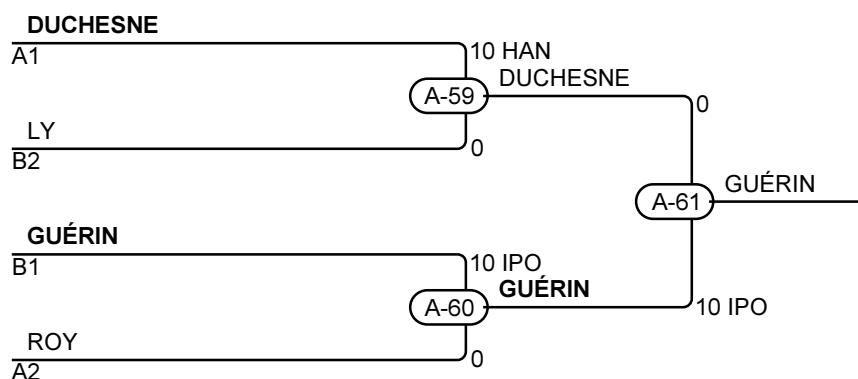 DUCHESNE
A1
10 HAN
DUCHESNE
A-59
0
LY
B2
0
A-61
GUÉRIN
GUÉRIN
B1
10 IPO
GUÉRIN
A-60
10 IPO
ROY
A2
0